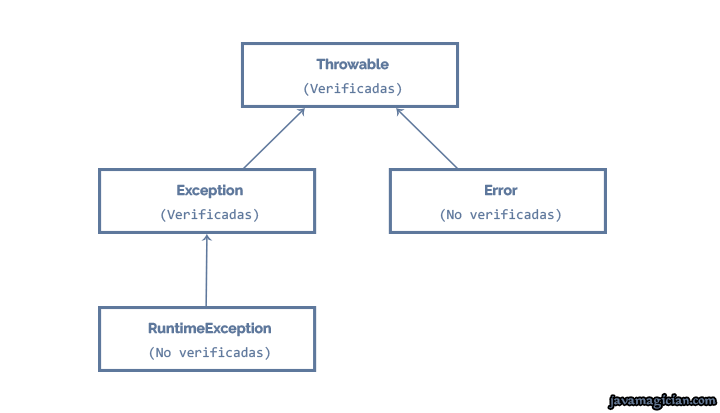 Throwable
(Verificadas)
Exception
(Verificadas)
Error
(No verificadas)
RuntimeException
(No verificadas)
javamagician.com